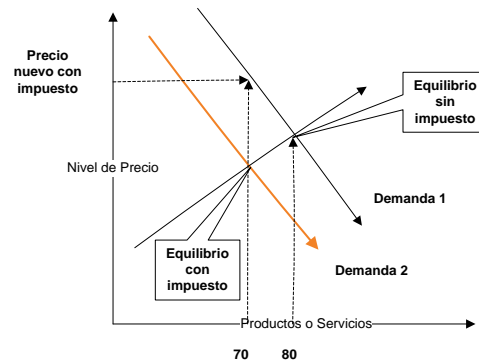 Precio
nuevo con
impuesto
Equilibrio
sin
impuesto
Nivel de Precio
Demanda 1
Equilibrio
con
impuesto
Demanda 2
Productos o Servicios
70
80